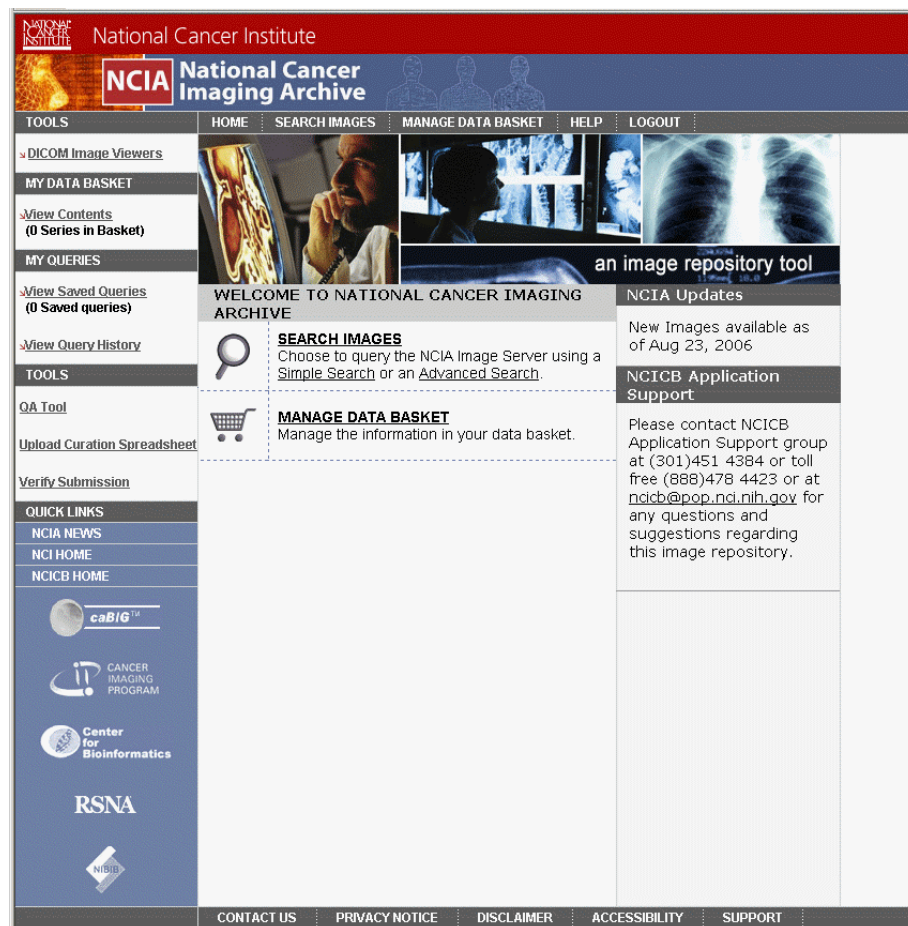 NATIONAL
CANCER
INSTITUTE
National Cancer Institute
NCIA
National Cancer
Imaging Archive
TOOLS
HOME
SEARCH IMAGES
MANAGE DATA BASKET
HELP
LOGOUT
DICOM Image Viewers
MY DATA BASKET
View Contents
(0 Series in Basket)
MY QUERIES
View Saved Queries
(0 Saved queries)
View Query History
TOOLS
QA Tool
Upload Curation Spreadsheet
Verify Submission
QUICK LINKS
NCIA NEWS
NCI HOME
NCICB HOME
caBIG™
CANCER
IMAGING
PROGRAM
Center
for
Bioinformatics
RSNA
NIBIB
an image repository tool
WELCOME TO NATIONAL CANCER IMAGING
ARCHIVE
SEARCH IMAGES
Choose to query the NCIA Image Server using a
Simple Search or an Advanced Search.
MANAGE DATA BASKET
Manage the information in your data basket.
NCIA Updates
New Images available as
of Aug 23, 2006
NCICB Application
Support
Please contact NCICB
Application Support group
at (301)451 4384 or toll
free (888)478 4423 or at
ncicb@pop.nci.nih.gov for
any questions and
suggestions regarding
this image repository.
CONTACT US
PRIVACY NOTICE
DISCLAIMER
ACCESSIBILITY
SUPPORT